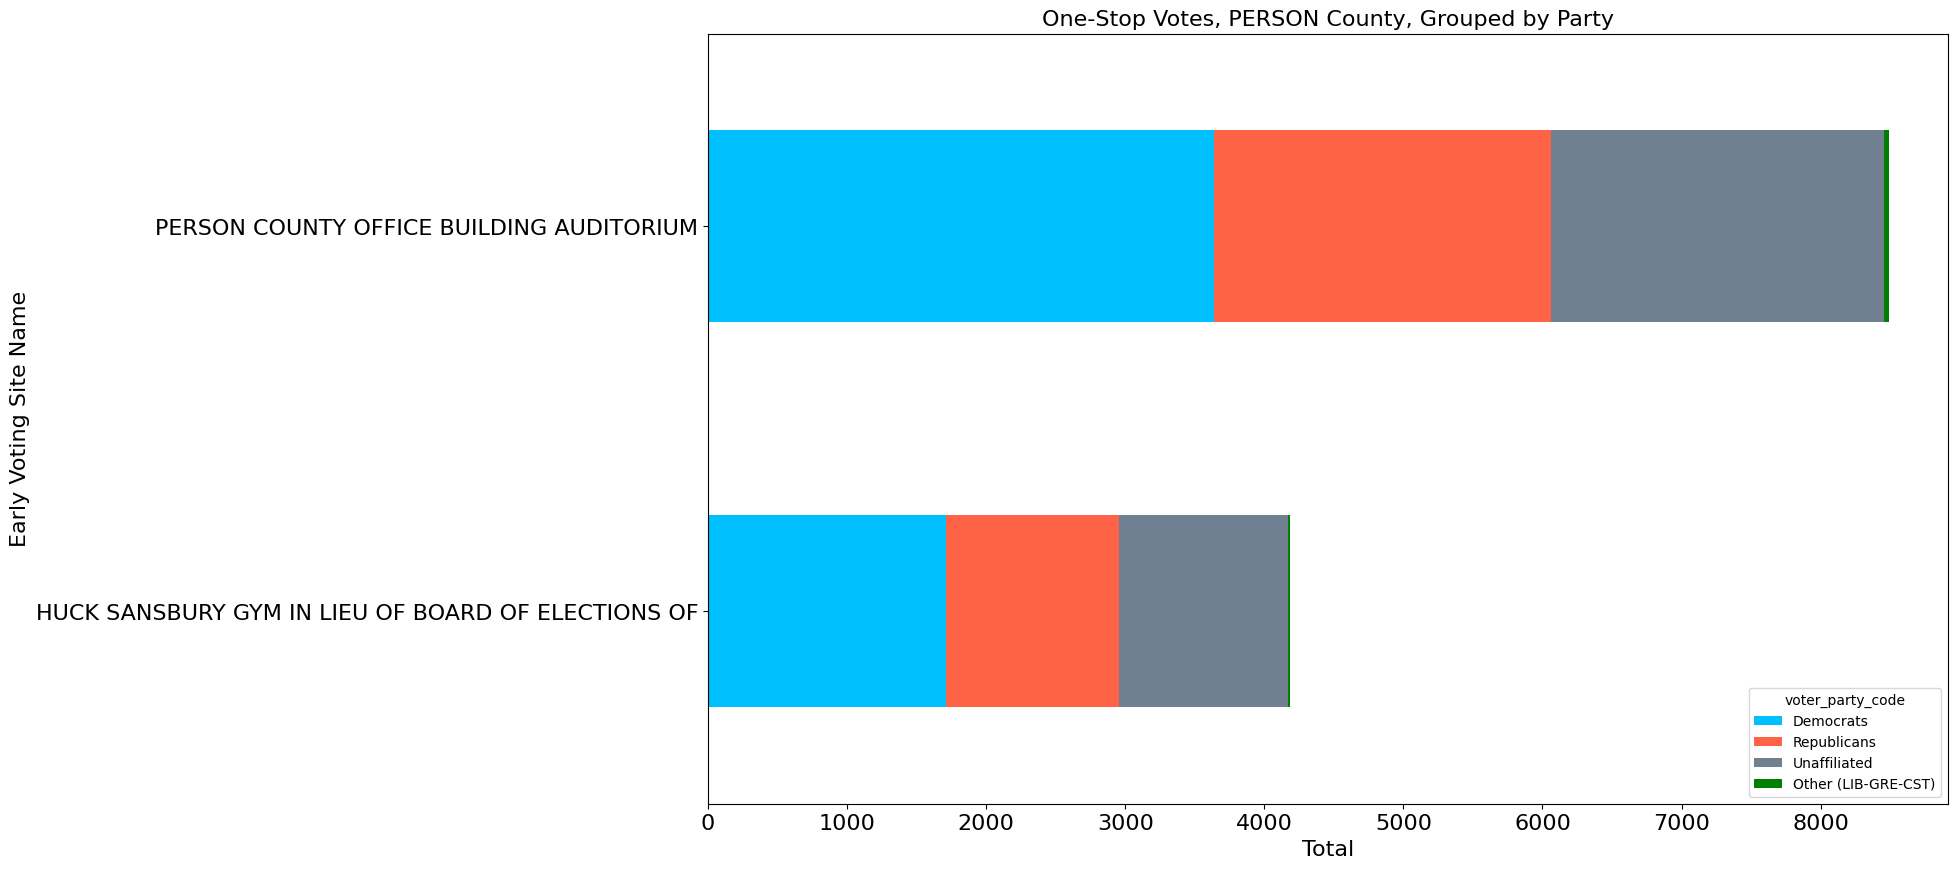 One-Stop Votes, PERSON County, Grouped by Party
Early Voting Site Name
PERSON COUNTY OFFICE BUILDING AUDITORIUM
HUCK SANSBURY GYM IN LIEU OF BOARD OF ELECTIONS OF
voter_party_code
Democrats
Republicans
Unaffiliated
Other (LIB-GRE-CST)
0 1000 2000 3000 4000 5000 6000 7000 8000
Total